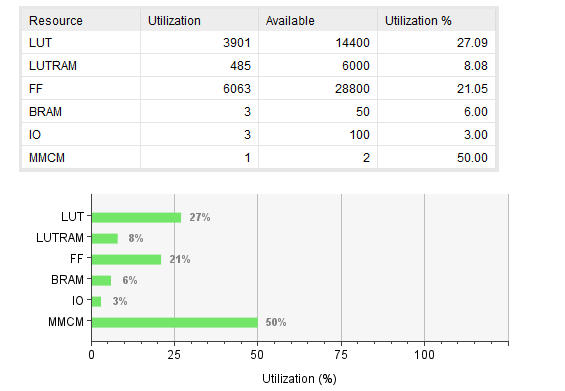 Resource Utilization Available Utilization %
LUT 3901 14400 27.09
LUTRAM 485 6000 8.08
FF 6063 28800 21.05
BRAM 3 50 6.00
IO 3 100 3.00
MMCM 1 2 50.00
LUT 27%
LUTRAM 8%
FF 21%
BRAM 6%
IO 3%
MMCM 50%
0 25 50 75 100
Utilization (%)